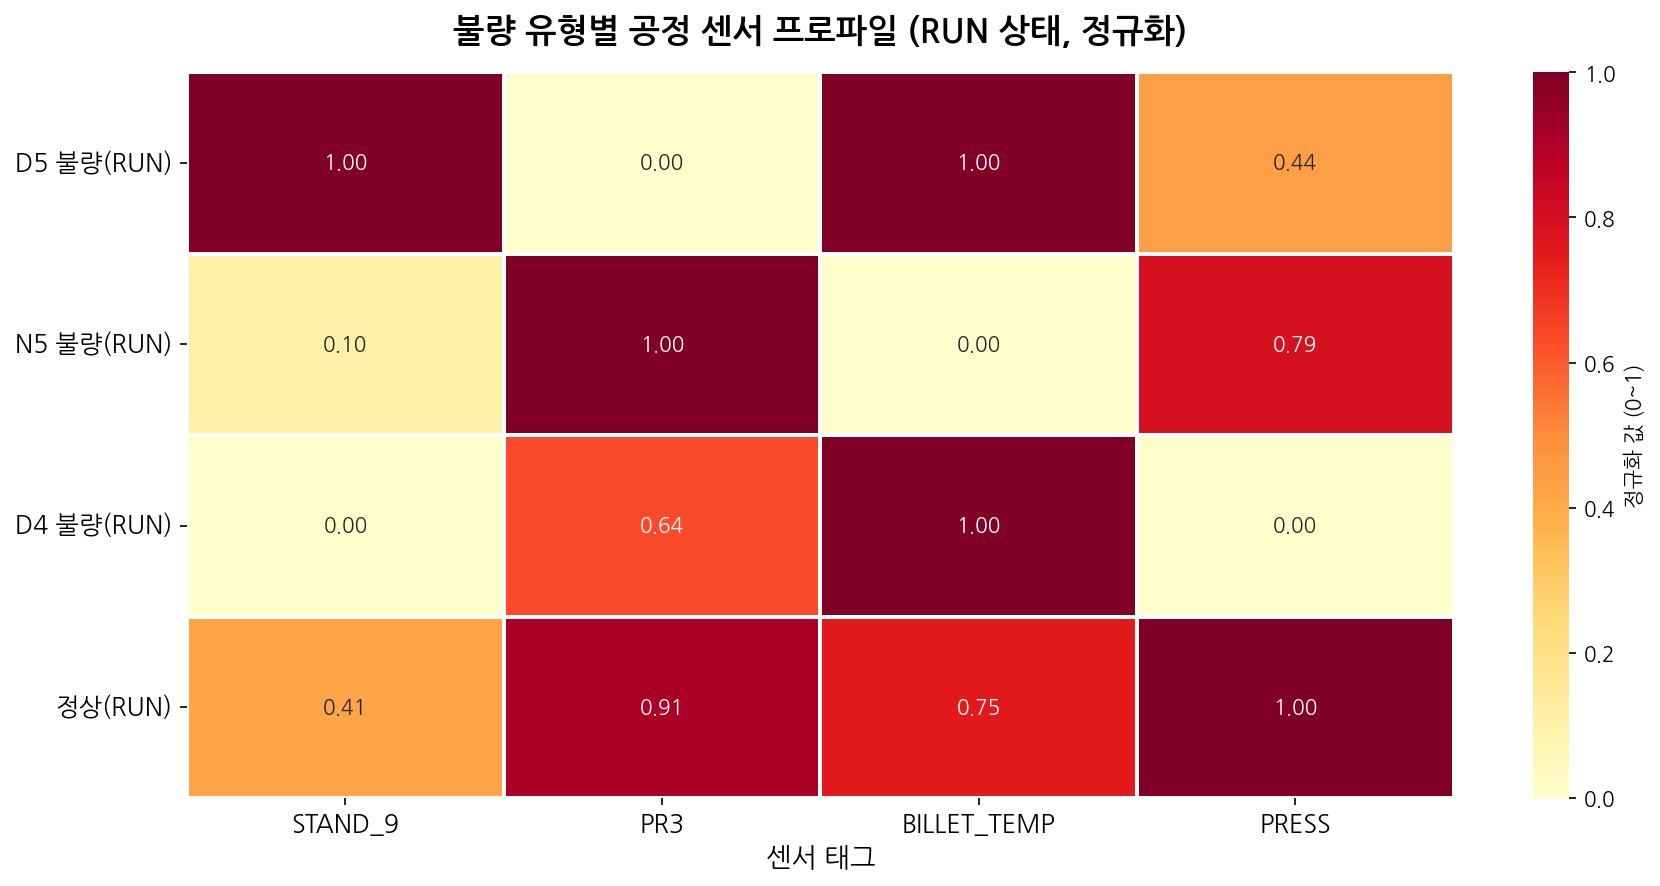 불량 유형별 공정 센서 프로파일 (RUN 상태, 정규화)
D5 불량(RUN)
1.00
0.00
1.00
0.44
N5 불량(RUN)
0.10
1.00
0.00
0.79
D4 불량(RUN)
0.00
0.64
1.00
0.00
정상(RUN)
0.41
0.91
0.75
1.00
STAND_9
PR3
BILLET_TEMP
PRESS
센서 태그
1.0
0.8
0.6
0.4
0.2
0.0
정규화 값 (0~1)